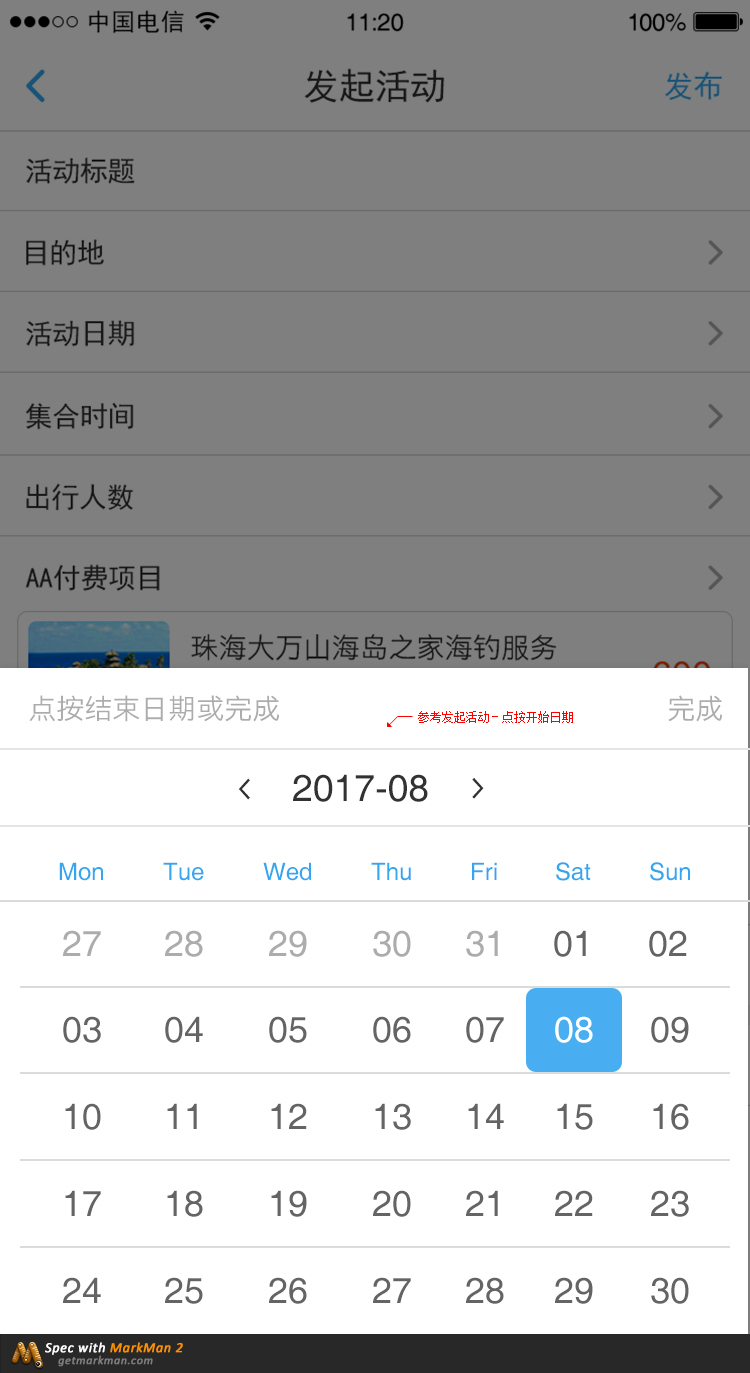 中国电信 11:20 100%
发起活动 发布
活动标题
目的地
活动日期
集合时间
出行人数
AA付费项目
珠海大万山海岛之家海钓服务
点按结束日期或完成 参考发起活动-点按开始日期 完成
2017-08
Mon Tue Wed Thu Fri Sat Sun
27 28 29 30 31 01 02
03 04 05 06 07 08 09
10 11 12 13 14 15 16
17 18 19 20 21 22 23
24 25 26 27 28 29 30
Spec with MarkMan 2
getmarkman.com